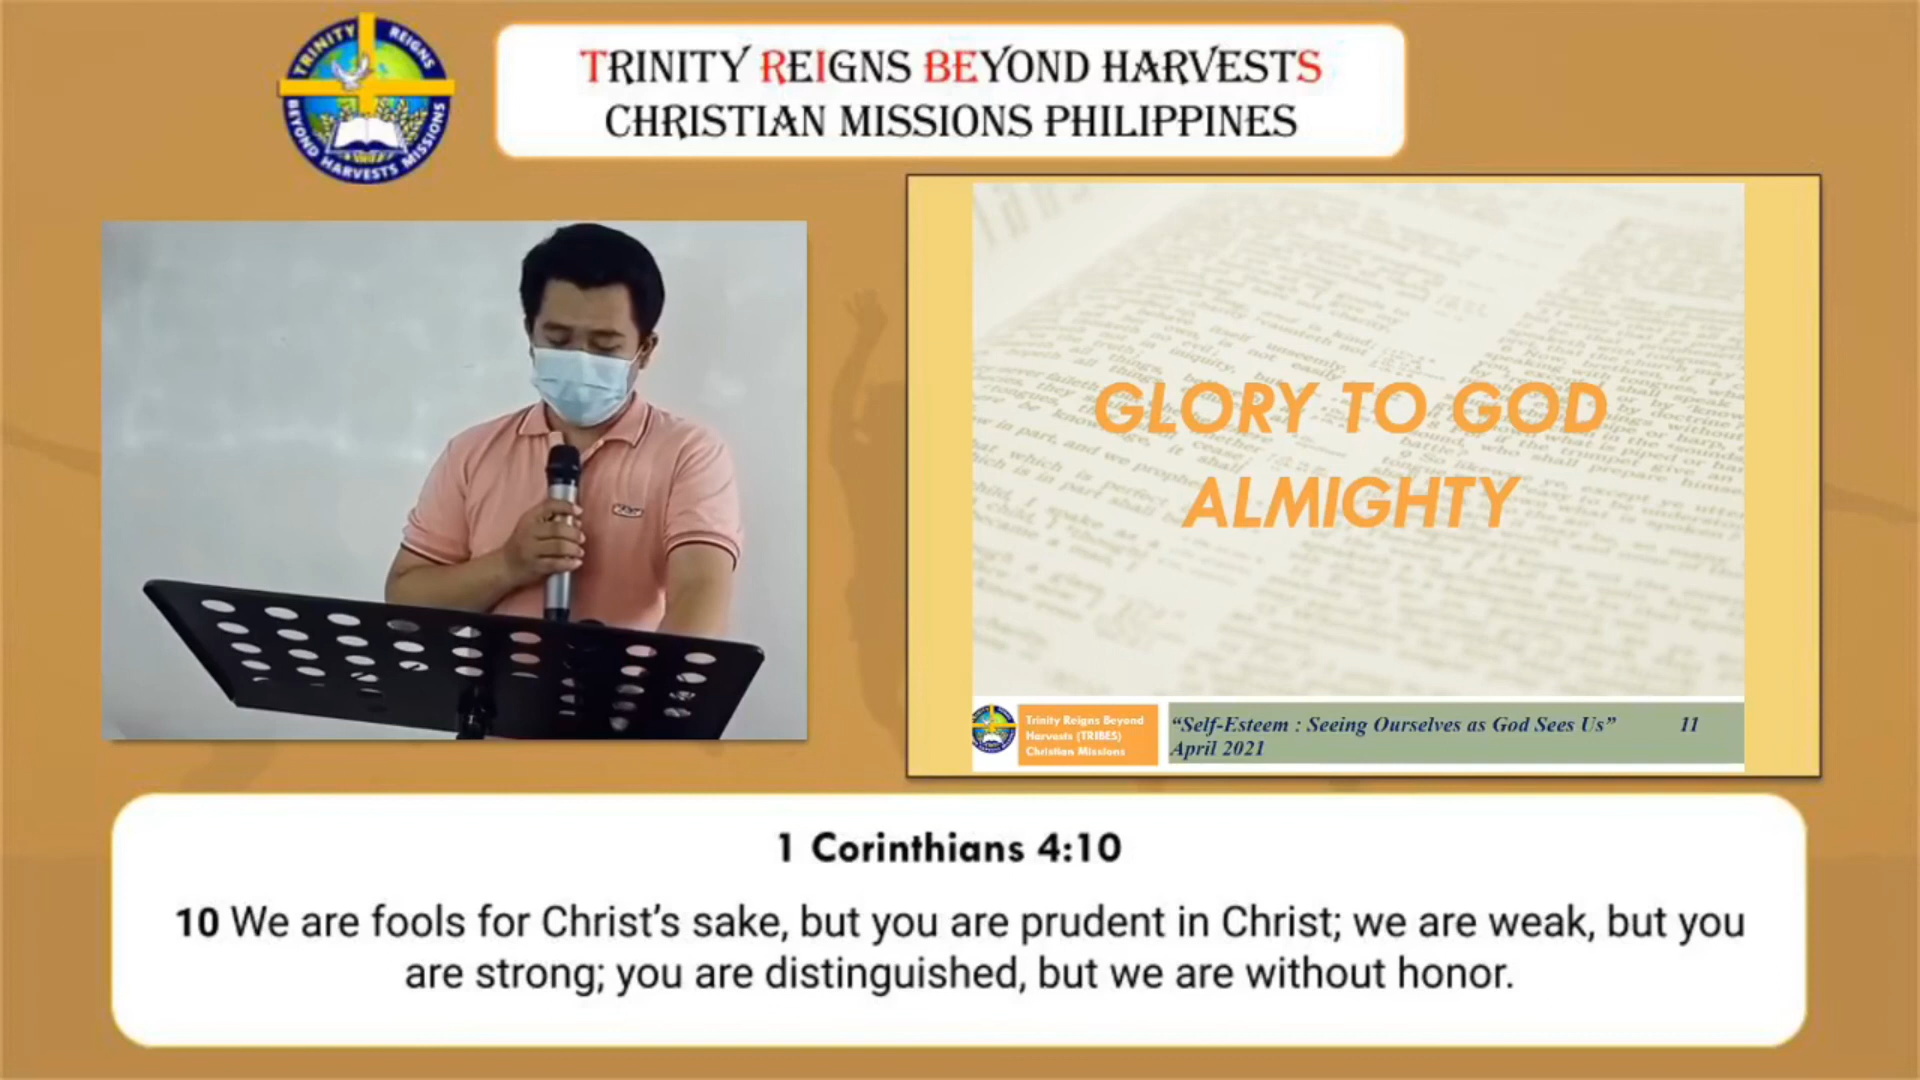 TRINITY REIGNS
BEYOND HARVESTS MISSIONS
TRINITY REIGNS BEYOND HARVESTS
CHRISTIAN MISSIONS PHILIPPINES
GLORY TO GOD
ALMIGHTY
Trinity Reigns Beyond
Harvests (TRIBES)
Christian Missions
“Self-Esteem : Seeing Ourselves as God Sees Us” 11
April 2021
1 Corinthians 4:10
10 We are fools for Christ’s sake, but you are prudent in Christ; we are weak, but you
are strong; you are distinguished, but we are without honor.